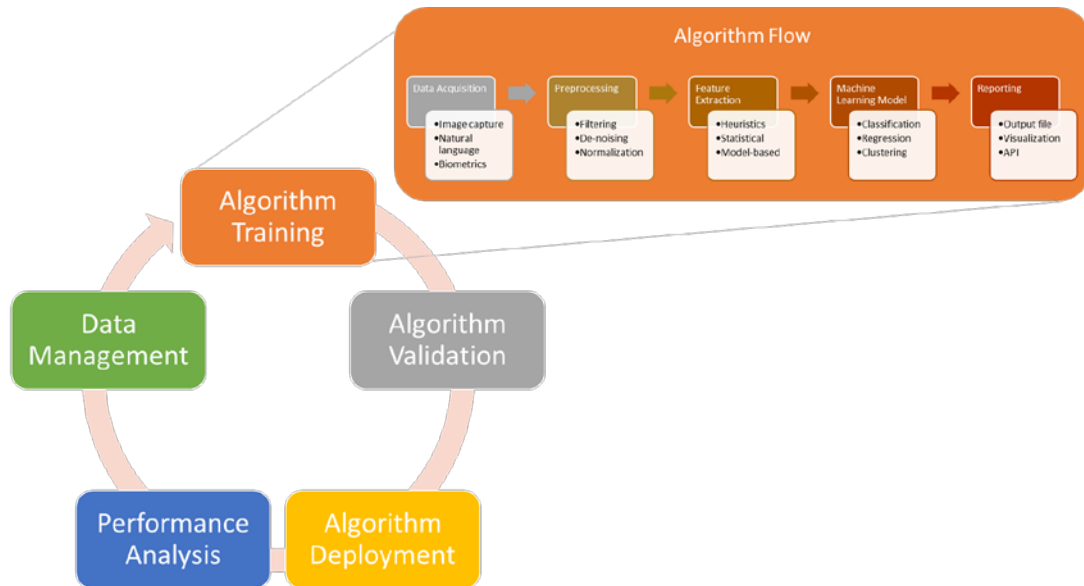 Algorithm Flow
Data Acquisition
•Image capture
•Natural
language
•Biometrics
Preprocessing
•Filtering
•De-noising
•Normalization
Feature
Extraction
•Heuristics
•Statistical
•Model-based
Machine
Learning Model
•Classification
•Regression
•Clustering
Reporting
•Output file
•Visualization
•API
Algorithm
Training
Algorithm
Validation
Algorithm
Deployment
Performance
Analysis
Data
Management